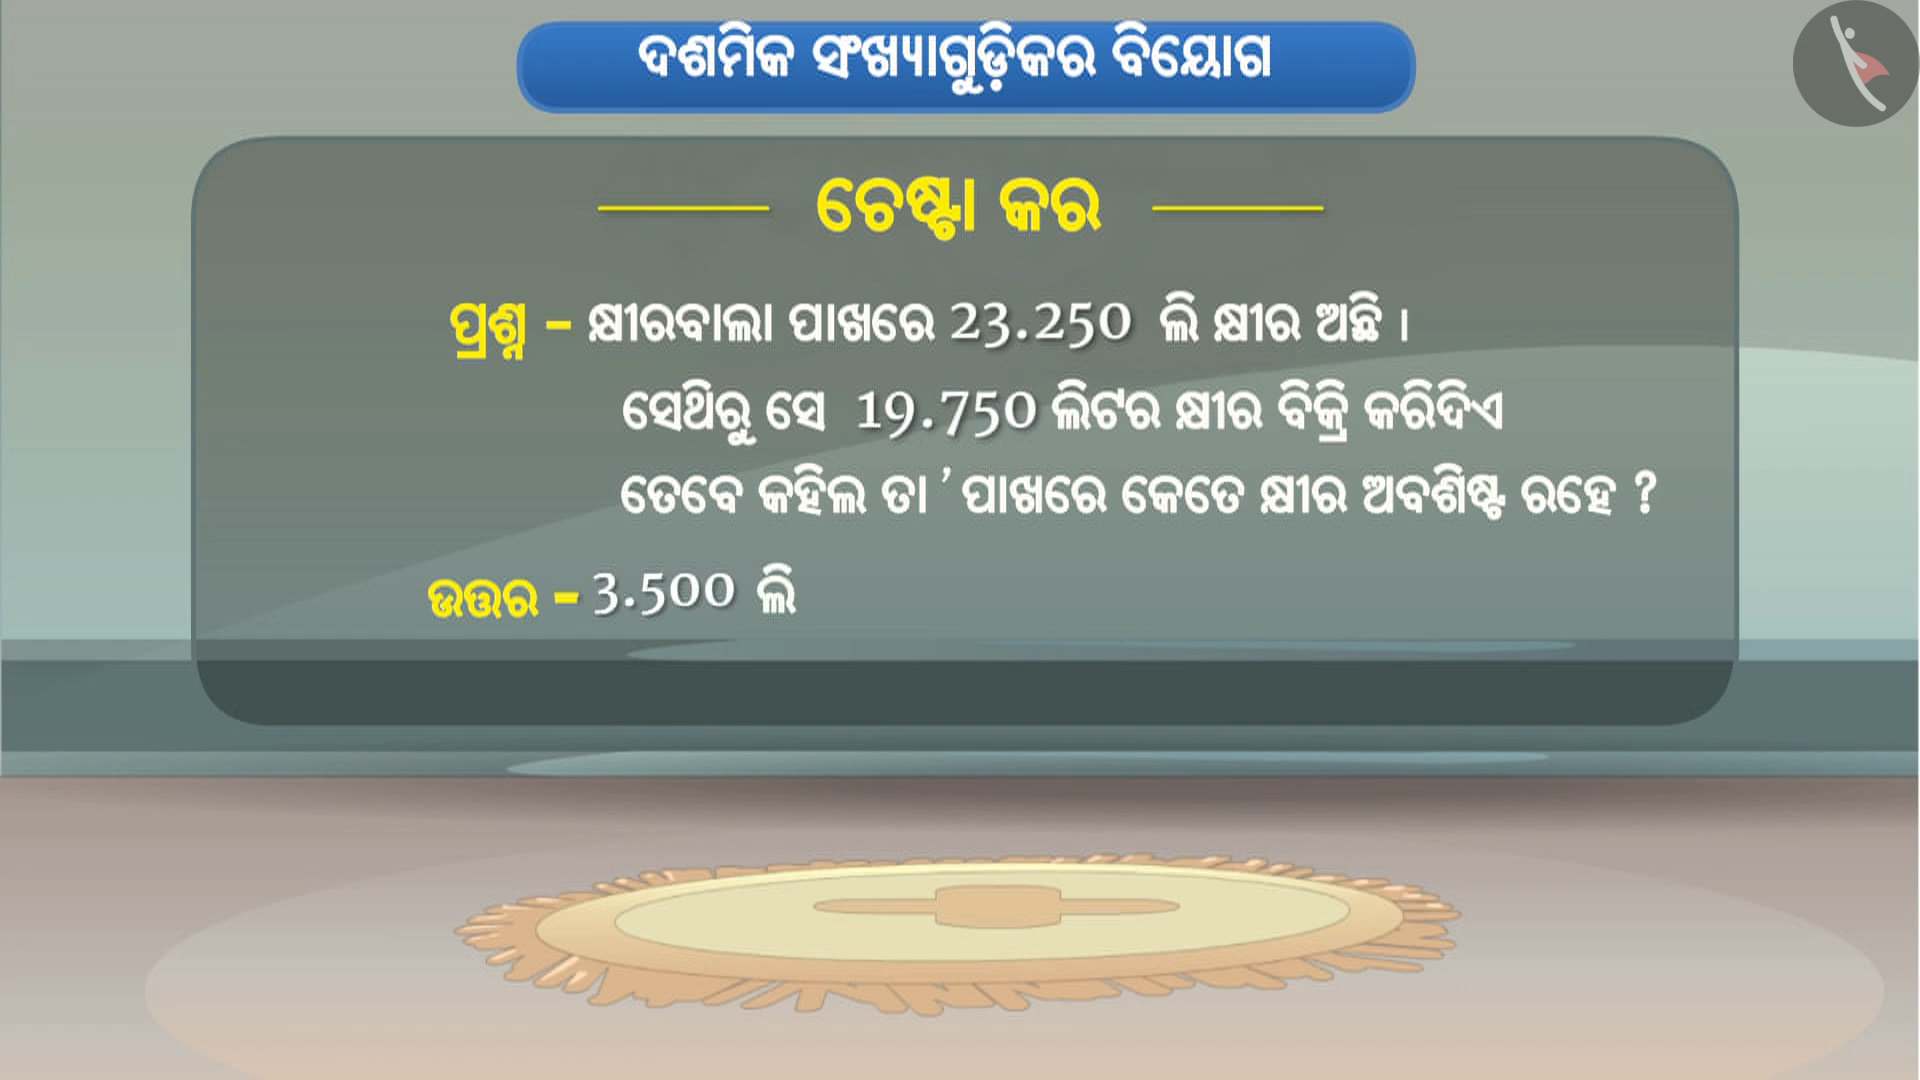 ଦଶମିକ ସଂଖ୍ୟାଗୁଡ଼ିକର ବିୟୋଗ
ଚେଷ୍ଟା କର
ପ୍ରଶ୍ନ – କ୍ଷୀରବାଲା ପାଖରେ 23.250 ଲି କ୍ଷୀର ଅଛି ।
ସେଥିରୁ ସେ 19.750 ଲିଟର କ୍ଷୀର ବିକ୍ରି କରିଦିଏ
ତେବେ କହିଲ ତା ’ ପାଖରେ କେତେ କ୍ଷୀର ଅବଶିଷ୍ଟ ରହେ ?
ଉତ୍ତର – 3.500 ଲି